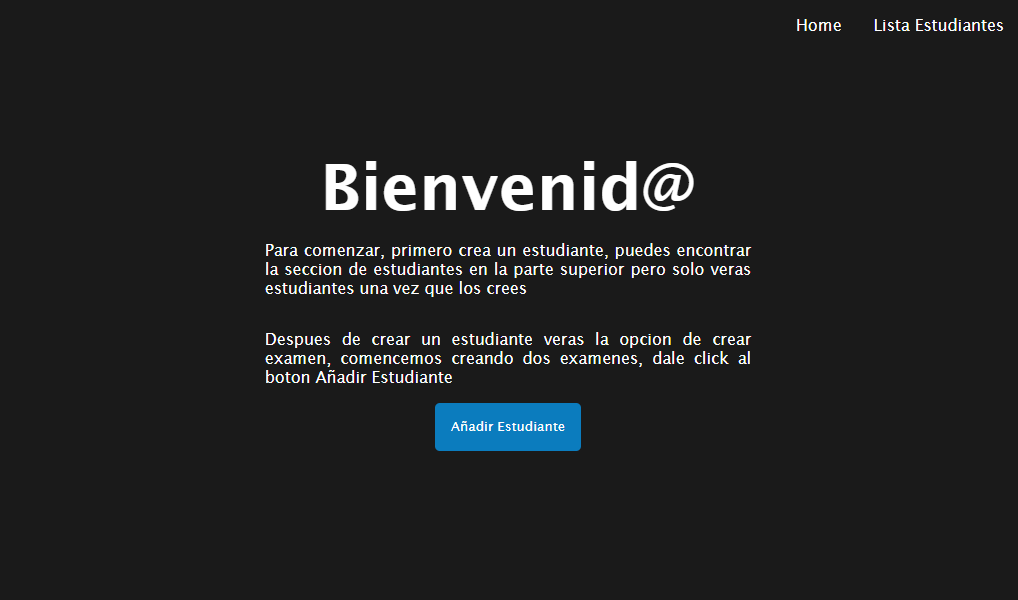 Home
Lista Estudiantes
Bienvenid@
Para comenzar, primero crea un estudiante, puedes encontrar
la seccion de estudiantes en la parte superior pero solo veras
estudiantes una vez que los crees
Despues de crear un estudiante veras la opcion de crear
examen, comencemos creando dos examenes, dale click al
boton Añadir Estudiante
Añadir Estudiante